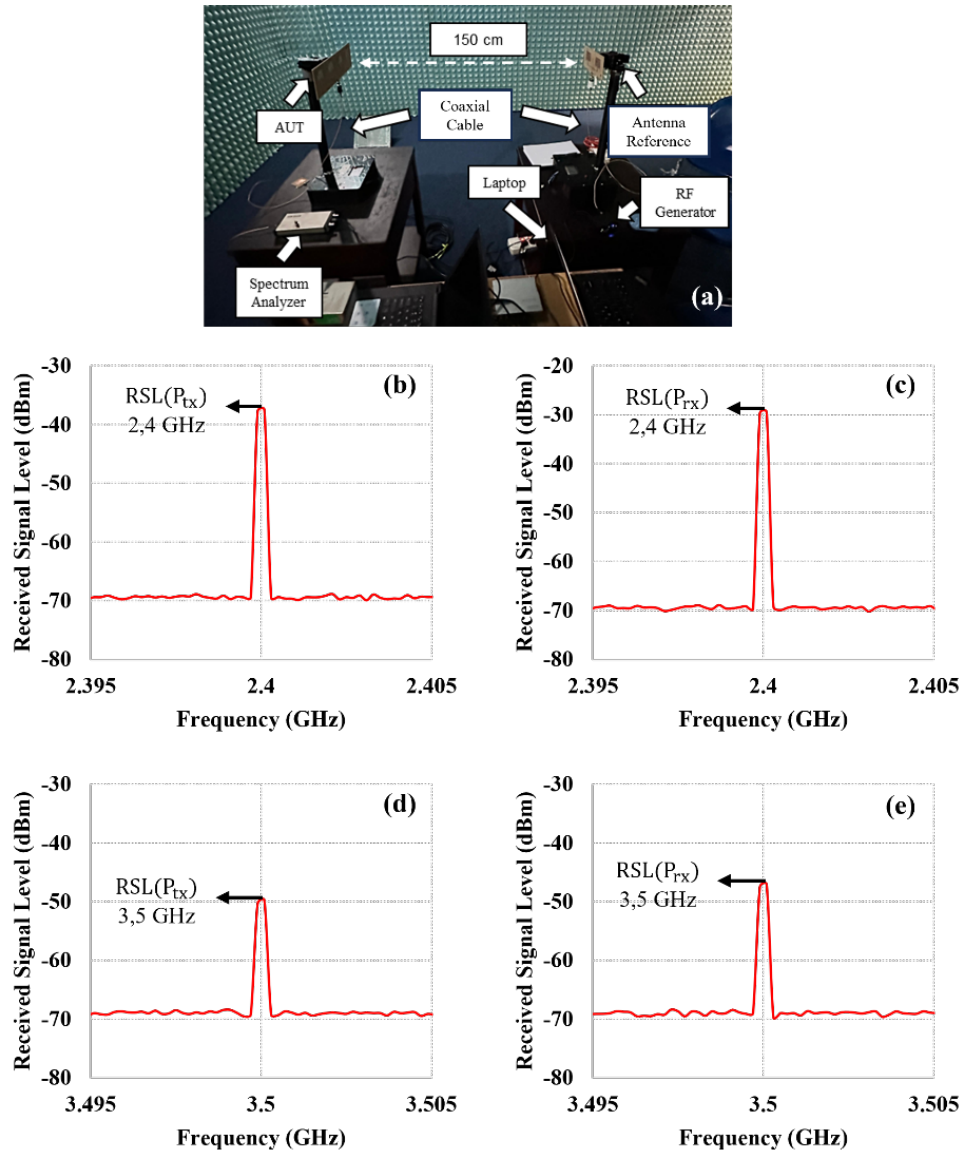 150 cm
AUT
Coaxial
Cable
Antenna
Reference
Laptop
RF
Generator
Spectrum
Analyzer
(a)
Received Signal Level (dBm)
-30
-40
-50
-60
-70
-80
RSL(Ptx)
2,4 GHz
(b)
2.395
2.4
2.405
Frequency (GHz)
Received Signal Level (dBm)
-20
-30
-40
-50
-60
-70
-80
RSL(Prx)
2,4 GHz
(c)
2.395
2.4
2.405
Frequency (GHz)
Received Signal Level (dBm)
-30
-40
-50
-60
-70
-80
RSL(Ptx)
3,5 GHz
(d)
3.495
3.5
3.505
Frequency (GHz)
Received Signal Level (dBm)
-30
-40
-50
-60
-70
-80
RSL(Prx)
3,5 GHz
(e)
3.495
3.5
3.505
Frequency (GHz)